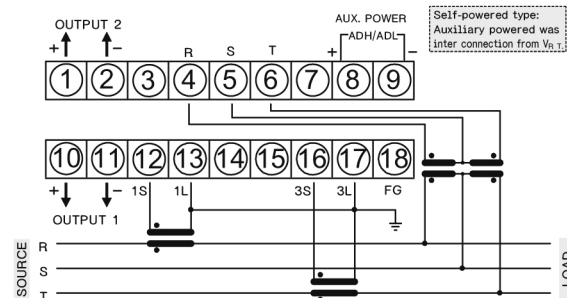 OUTPUT 2
+ −
AUX. POWER
ADH/ADL
+ −
Self-powered type:
Auxiliary powered was
inter connection from VR T.
R S T
1 2 3 4 5 6 7 8 9
10 11 12 13 14 15 16 17 18
+ − 1S 1L 3S 3L FG
OUTPUT 1
SOURCE
R
S
T
LOAD